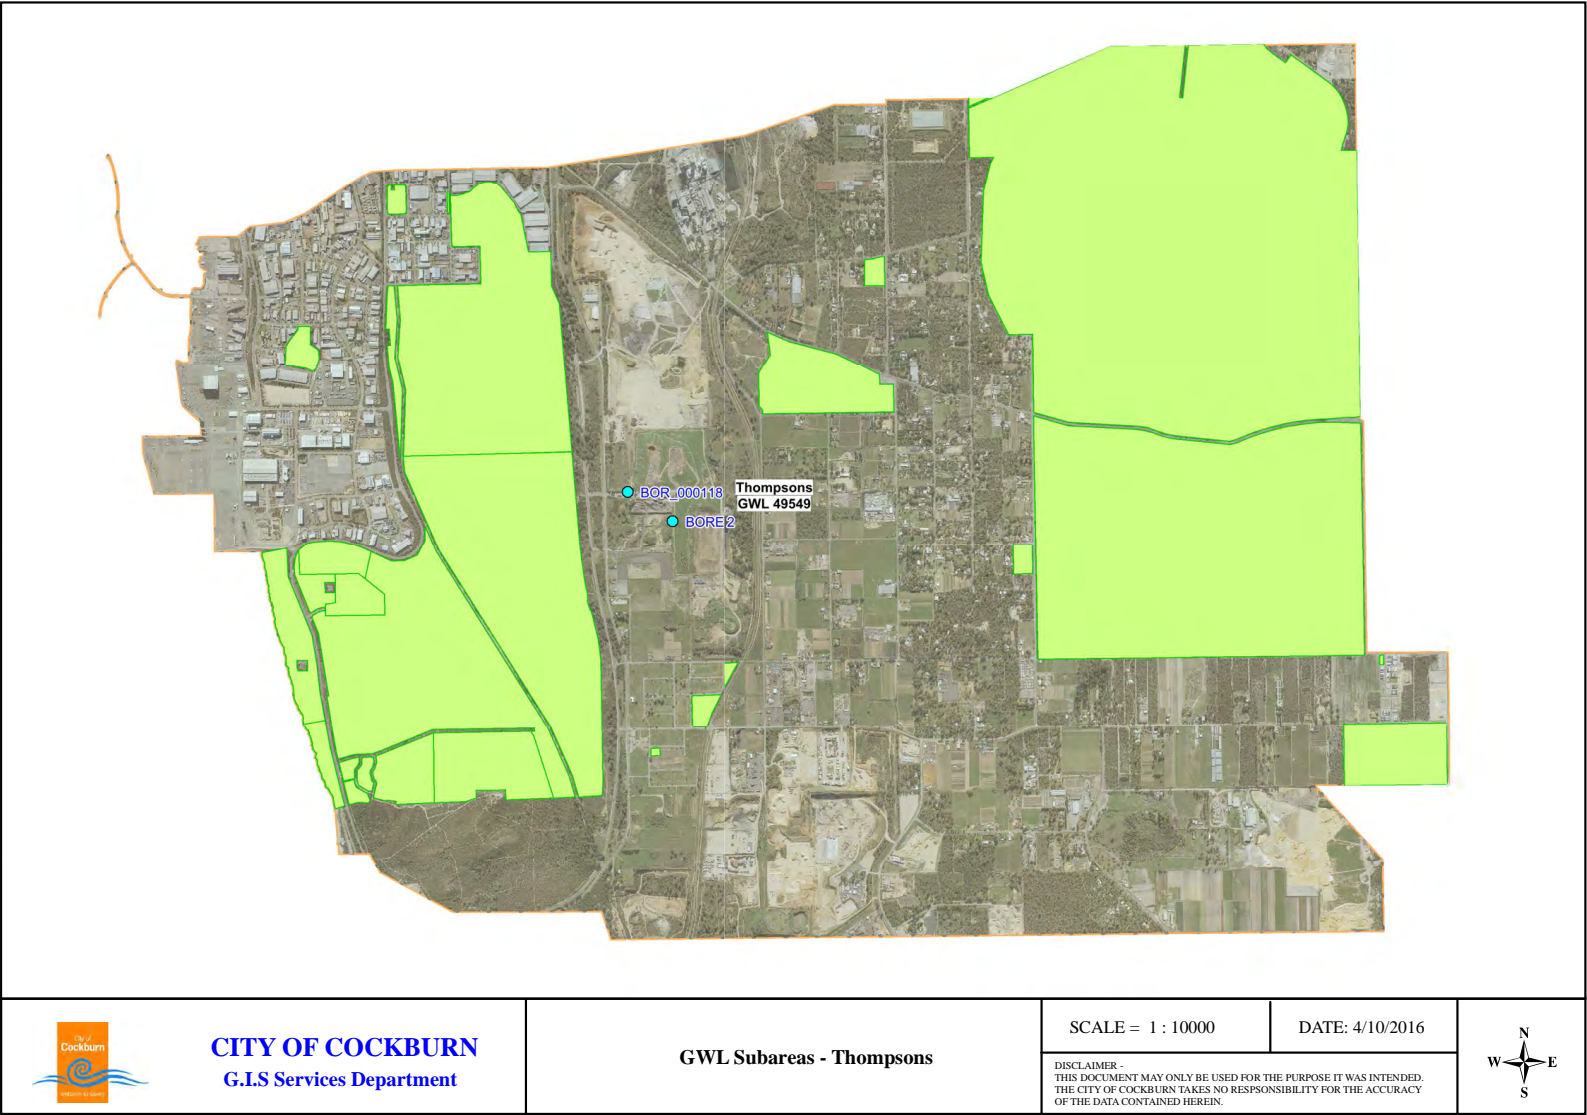 BOR_000118
BORE 2
Thompsons
GWL 49549
City of
Cockburn
CITY OF COCKBURN
G.I.S Services Department
GWL Subareas - Thompsons
SCALE = 1 : 10000
DATE: 4/10/2016
DISCLAIMER -
THIS DOCUMENT MAY ONLY BE USED FOR THE PURPOSE IT WAS INTENDED.
THE CITY OF COCKBURN TAKES NO RESPSONSIBILITY FOR THE ACCURACY
OF THE DATA CONTAINED HEREIN.
N
W E
S